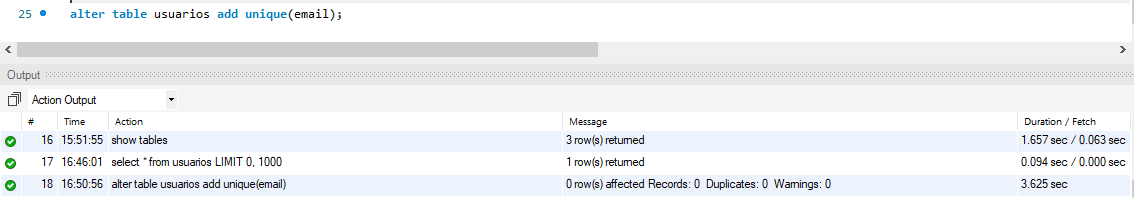 25 alter table usuarios add unique(email);
Output
Action Output
# Time Action Message Duration / Fetch
16 15:51:55 show tables 3 row(s) returned 1.657 sec / 0.063 sec
17 16:46:01 select * from usuarios LIMIT 0, 1000 1 row(s) returned 0.094 sec / 0.000 sec
18 16:50:56 alter table usuarios add unique(email) 0 row(s) affected Records: 0 Duplicates: 0 Warnings: 0 3.625 sec